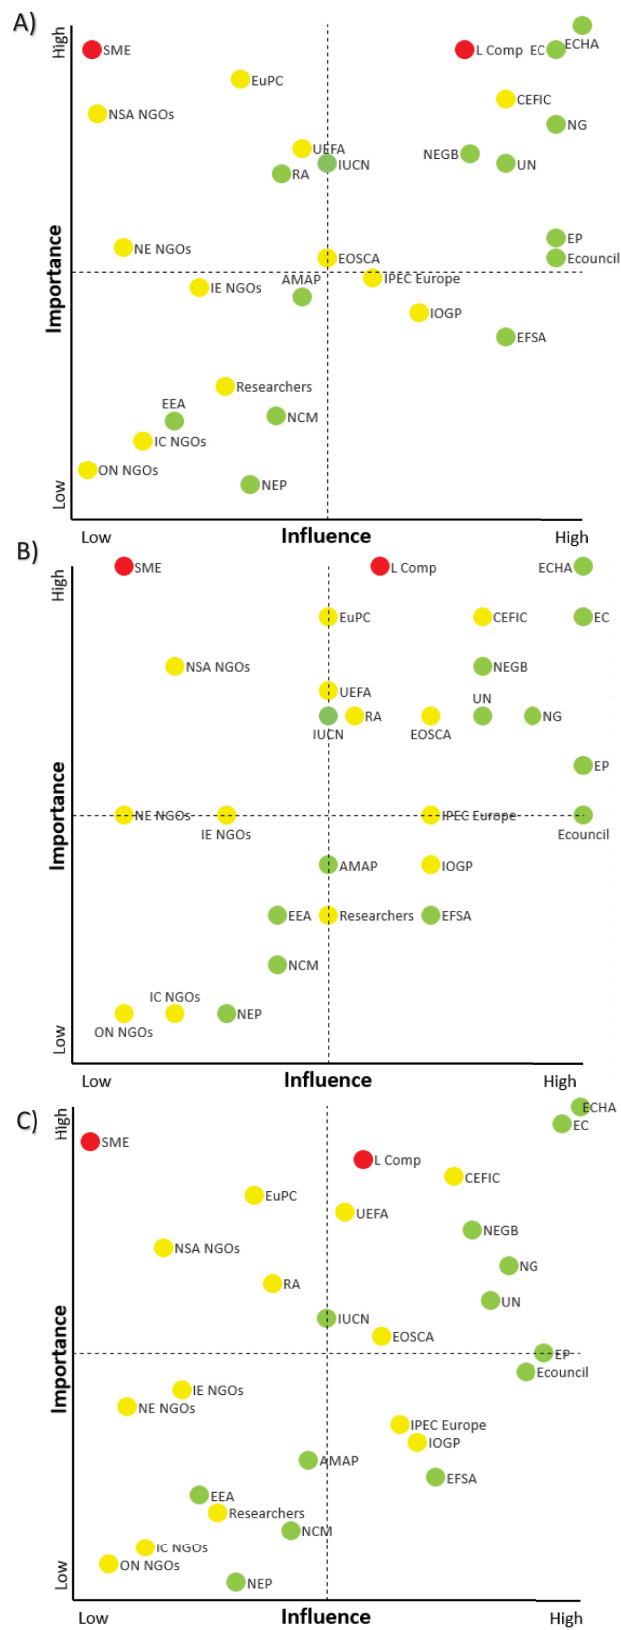 A)
High
ECHA
SME
L Comp
EC
EuPC
CEFIC
NSA NGOs
NG
UEFA
NEGB
IUCN
UN
RA
EP
NE NGOs
EOSCA
Ecouncil
Importance
AMAP
IPEC Europe
IE NGOs
IOGP
EFSA
Researchers
EEA
NCM
IC NGOs
ON NGOs
NEP
Low
Low
Influence
High
B)
High
SME
L Comp
ECHA
EuPC
CEFIC
EC
NSA NGOs
NEGB
UEFA
UN
RA
NG
IUCN
EOSCA
EP
Importance
NE NGOs
IPEC Europe
IE NGOs
Ecouncil
AMAP
IOGP
EEA
Researchers
EFSA
NCM
IC NGOs
NEP
ON NGOs
Low
Low
Influence
High
C)
High
ECHA
EC
SME
L Comp
CEFIC
EuPC
UEFA
NEGB
NSA NGOs
NG
RA
UN
IUCN
EOSCA
EP
Importance
Ecouncil
IE NGOs
NE NGOs
IPEC Europe
IOGP
AMAP
EFSA
EEA
Researchers
NCM
IC NGOs
ON NGOs
NEP
Low
Low
Influence
High